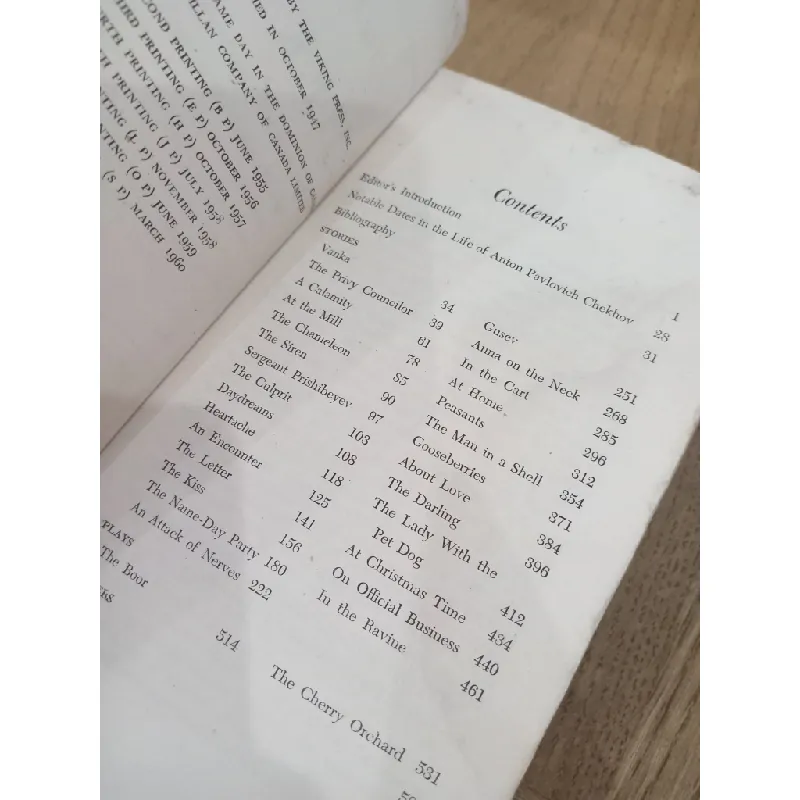 BY THE VIKING PRESS, INC.
AME DAY IN THE DOMINION OF
ILLAN COMPANY OF CANADA LIMITED
ED IN OCTOBER 1947
COND PRINTING (B P) JUNE 1955
HIRD PRINTING (E P) OCTOBER 1956
RTH PRINTING (H P) OCTOBER 1957
H PRINTING (J P) JULY 1958
NTING (L P) NOVEMBER 1958
NTING (O P) JUNE 1959
(S P) MARCH 1960
Contents
Editor's Introduction 1
Notable Dates in the Life of Anton Pavlovich Chekhov 28
Bibliography 31
STORIES
Vanka 34
The Privy Councilor 39
A Calamity 61
At the Mill 78
The Chameleon 85
The Siren 90
Sergeant Prishibeyev 97
The Culprit 103
Daydreams 108
Heartache 118
An Encounter 125
The Letter 141
The Kiss 156
The Name-Day Party 180
An Attack of Nerves 222
Gusev 251
Anna on the Neck 268
In the Cart 285
At Home 296
Peasants 312
The Man in a Shell 354
Gooseberries 371
About Love 384
The Darling 396
The Lady With the
Pet Dog 412
At Christmas Time 434
On Official Business 440
In the Ravine 461
PLAYS
The Boor 514
The Cherry Orchard 531